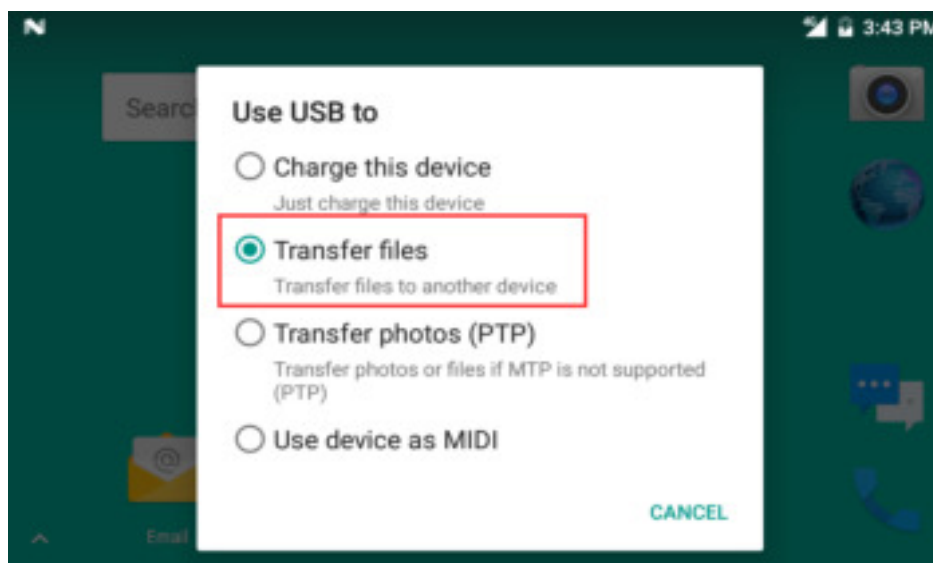 3:43 PM
Searc
Use USB to
Charge this device
Just charge this device
Transfer files
Transfer files to another device
Transfer photos (PTP)
Transfer photos or files if MTP is not supported
(PTP)
Use device as MIDI
CANCEL
Email